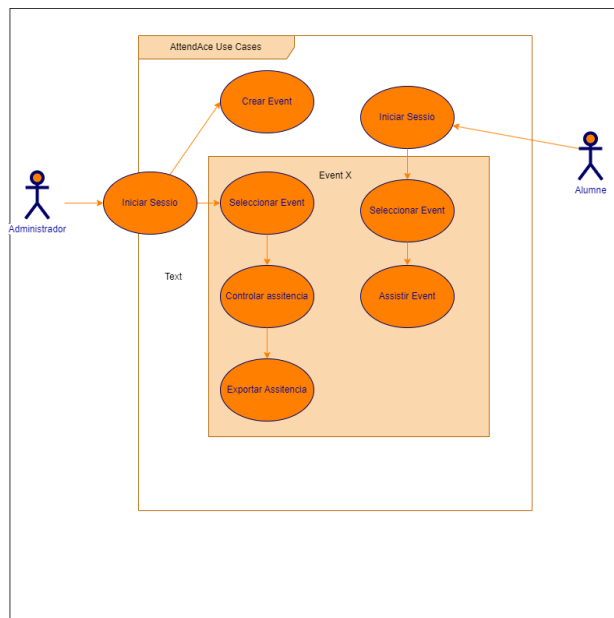 AttendAce Use Cases
Crear Event
Iniciar Sessio
Alumne
Event X
Iniciar Sessio
Seleccionar Event
Seleccionar Event
Administrador
Text
Controlar assitencia
Assistir Event
Exportar Assitencia